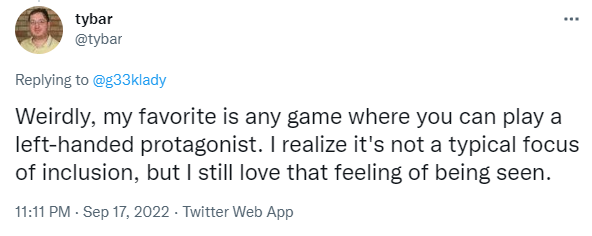 tybar
@tybar
Replying to @g33klady
Weirdly, my favorite is any game where you can play a
left-handed protagonist. I realize it's not a typical focus
of inclusion, but I still love that feeling of being seen.
11:11 PM · Sep 17, 2022 · Twitter Web App